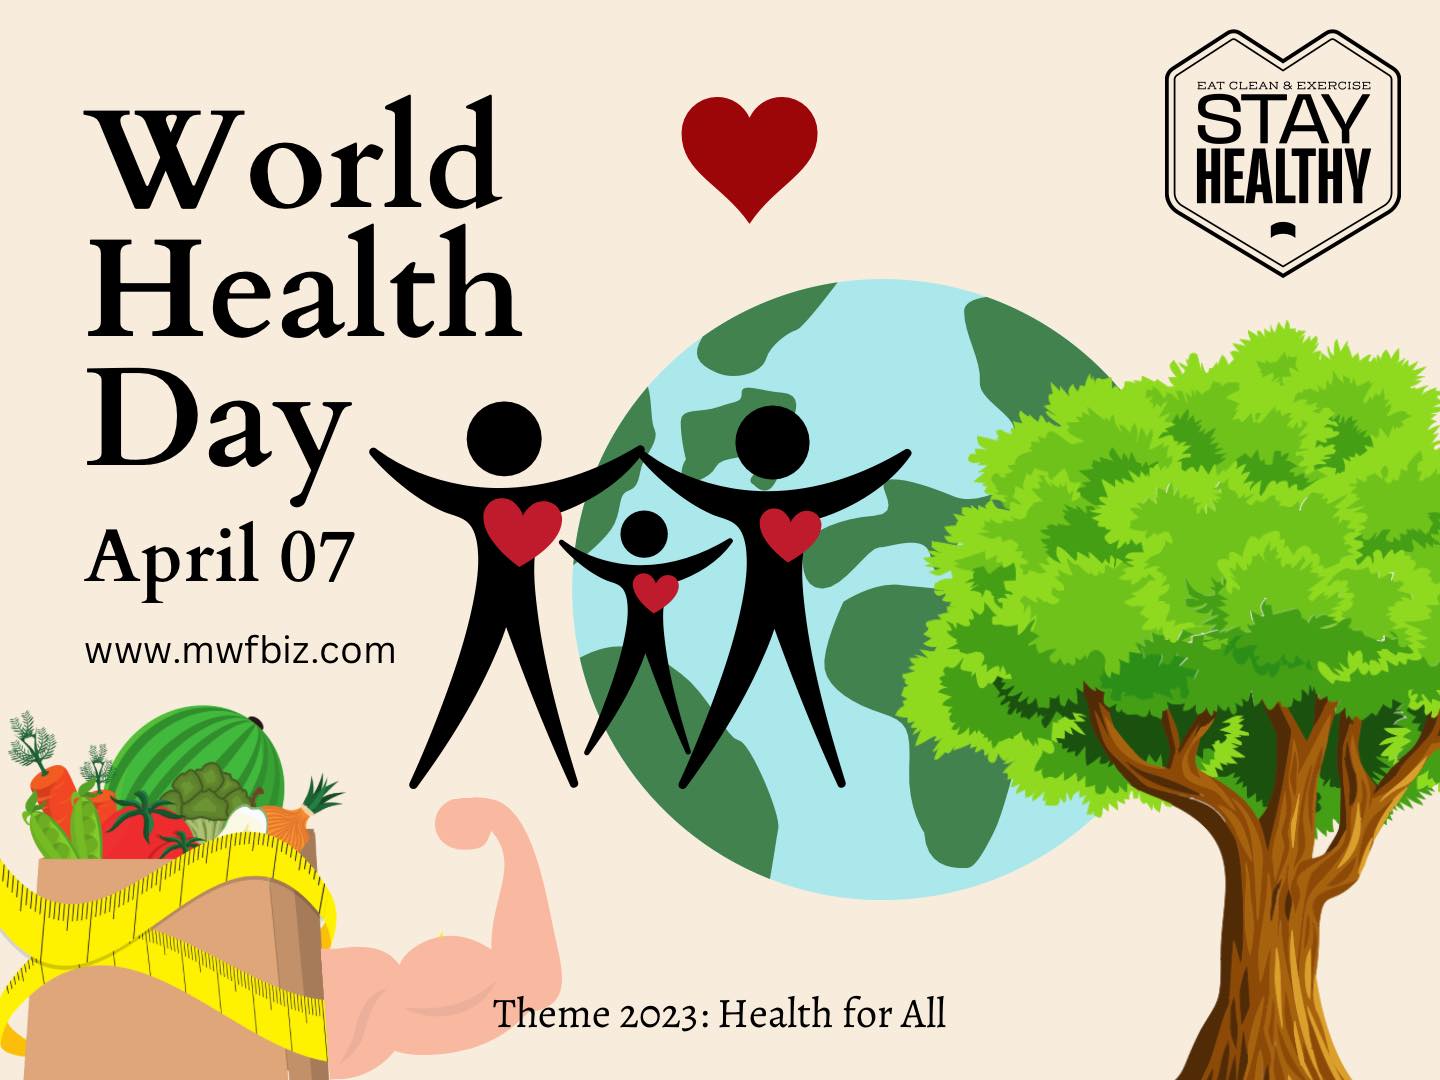 World
Health
Day
April 07
www.mwfbiz.com
EAT CLEAN & EXERCISE
STAY
HEALTHY
Theme 2023: Health for All